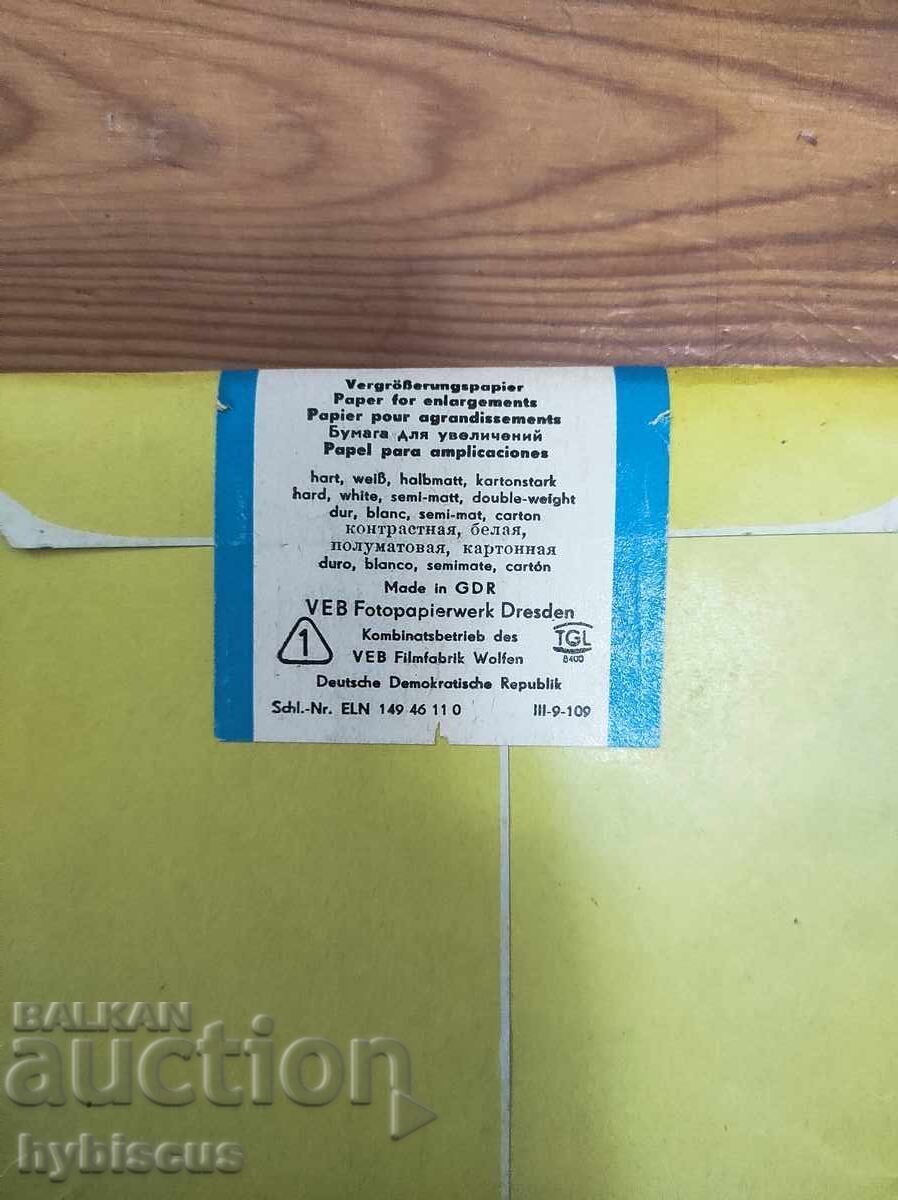 Vergrößerungspapier
Paper for enlargements
Papier pour agrandissements
Бумага для увеличений
Papel para amplicaciones
hart, weiß, halbmatt, kartonstark
hard, white, semi-matt, double-weight
dur, blanc, semi-mat, carton
контрастная, белая,
полуматовая, картонная
duro, blanco, semimate, cartón
Made in GDR
VEB Fotopapierwerk Dresden
1 Kombinatsbetrieb des TGL
VEB Filmfabrik Wolfen 8400
Deutsche Demokratische Republik
Schl.-Nr. ELN 149 46 11 0 III-9-109
BALKAN
auction
hybiscus